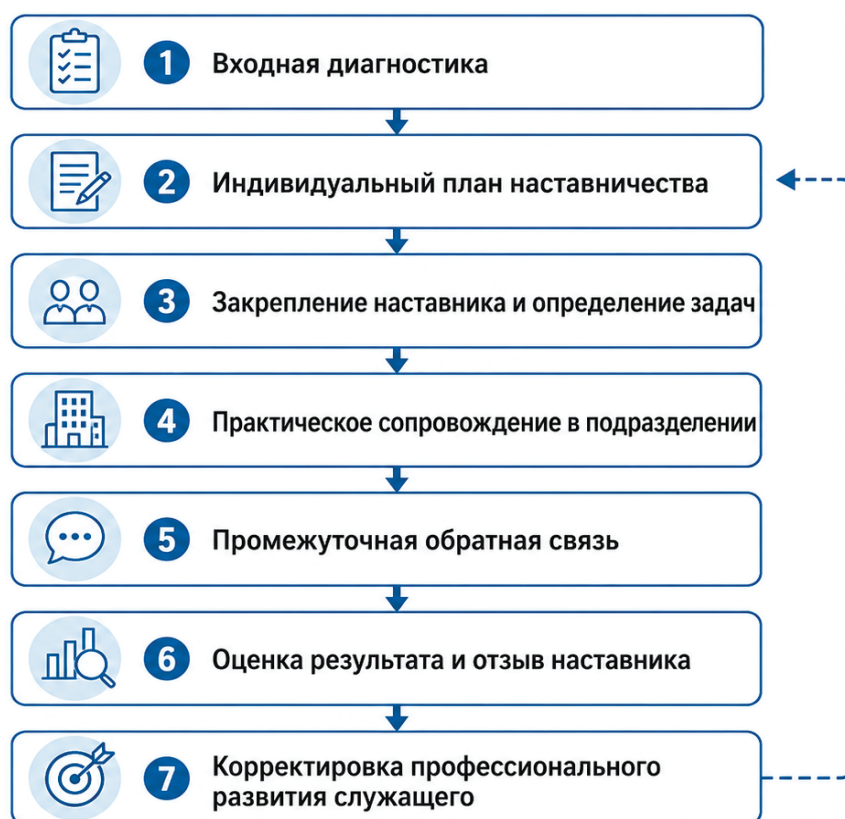 1 Входная диагностика
2 Индивидуальный план наставничества
3 Закрепление наставника и определение задач
4 Практическое сопровождение в подразделении
5 Промежуточная обратная связь
6 Оценка результата и отзыв наставника
7 Корректировка профессионального
развития служащего